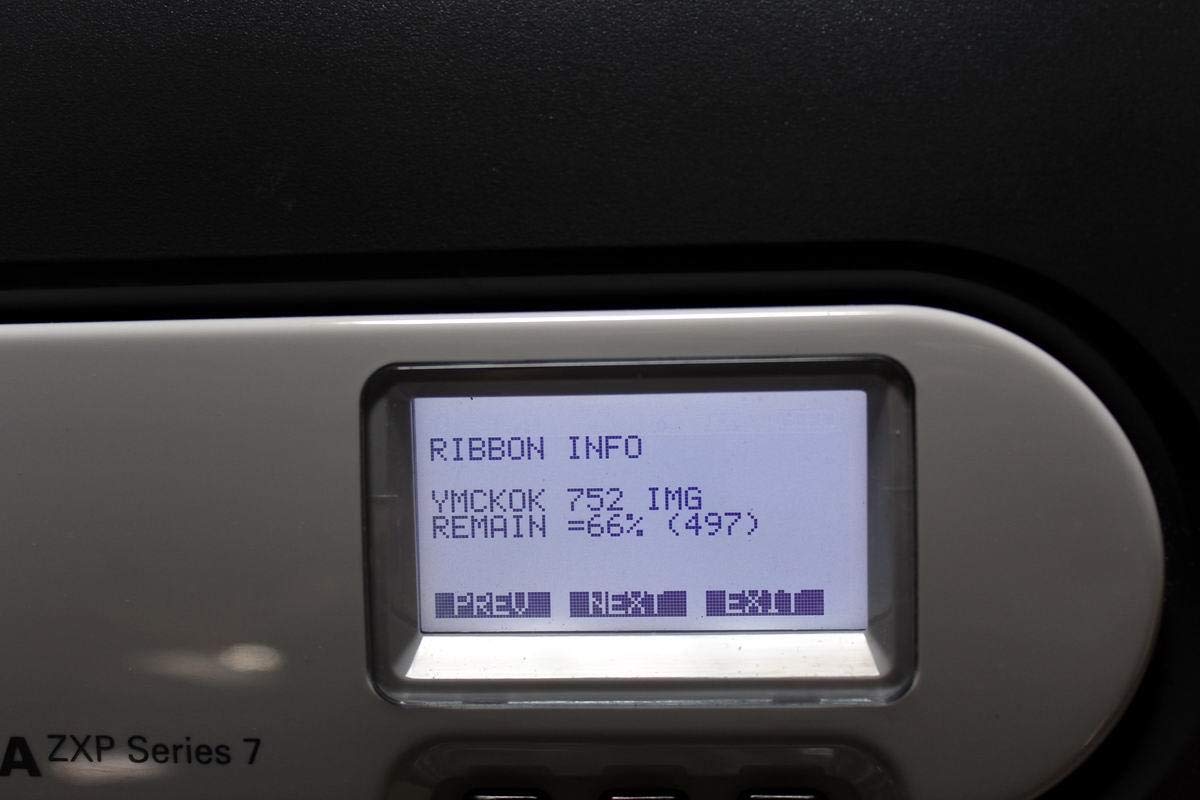 RIBBON INFO
YMCKOK 752 IMG
REMAIN =66% (497)
PREV NEXT EXIT
A ZXP Series 7